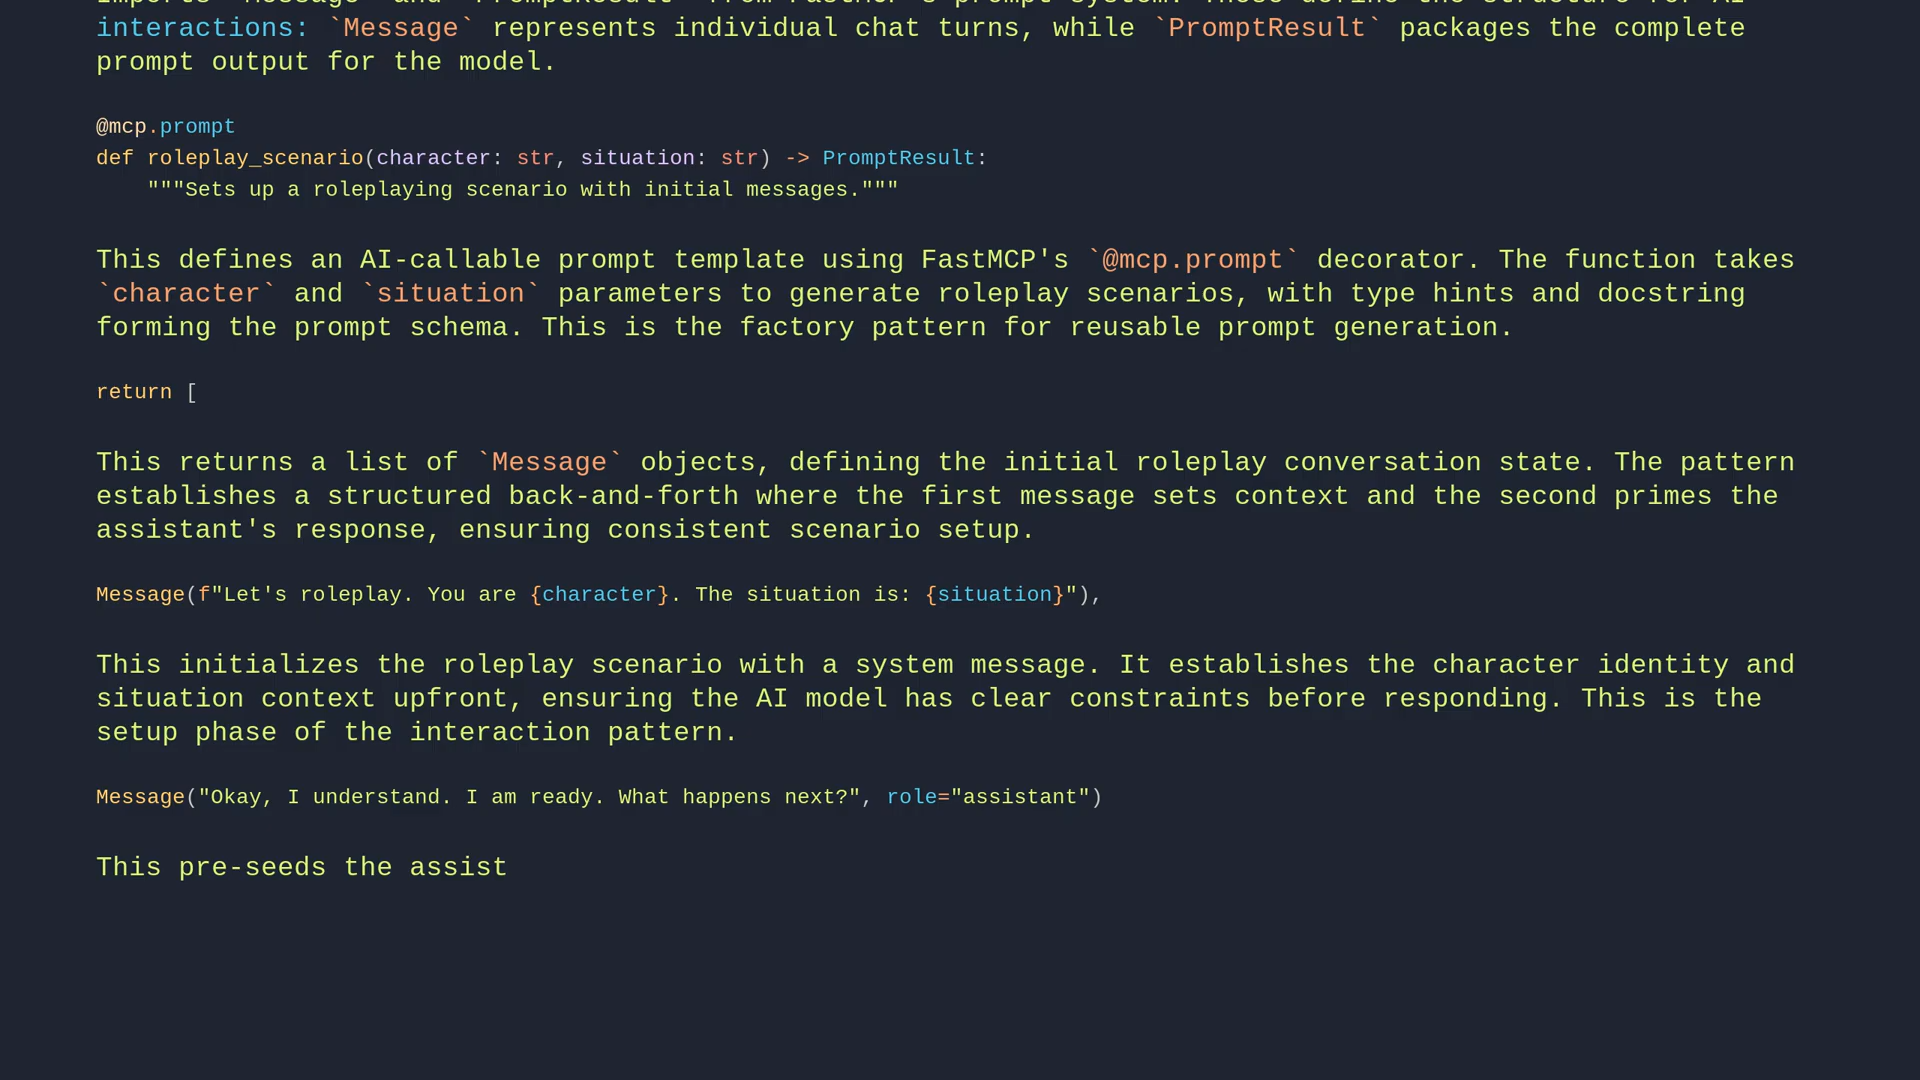 interactions: `Message` represents individual chat turns, while `PromptResult` packages the complete
prompt output for the model.
@mcp.prompt
def roleplay_scenario(character: str, situation: str) -> PromptResult:
    """Sets up a roleplaying scenario with initial messages."""
This defines an AI-callable prompt template using FastMCP's `@mcp.prompt` decorator. The function takes
`character` and `situation` parameters to generate roleplay scenarios, with type hints and docstring
forming the prompt schema. This is the factory pattern for reusable prompt generation.
return [
This returns a list of `Message` objects, defining the initial roleplay conversation state. The pattern
establishes a structured back-and-forth where the first message sets context and the second primes the
assistant's response, ensuring consistent scenario setup.
Message(f"Let's roleplay. You are {character}. The situation is: {situation}"),
This initializes the roleplay scenario with a system message. It establishes the character identity and
situation context upfront, ensuring the AI model has clear constraints before responding. This is the
setup phase of the interaction pattern.
Message("Okay, I understand. I am ready. What happens next?", role="assistant")
This pre-seeds the assist